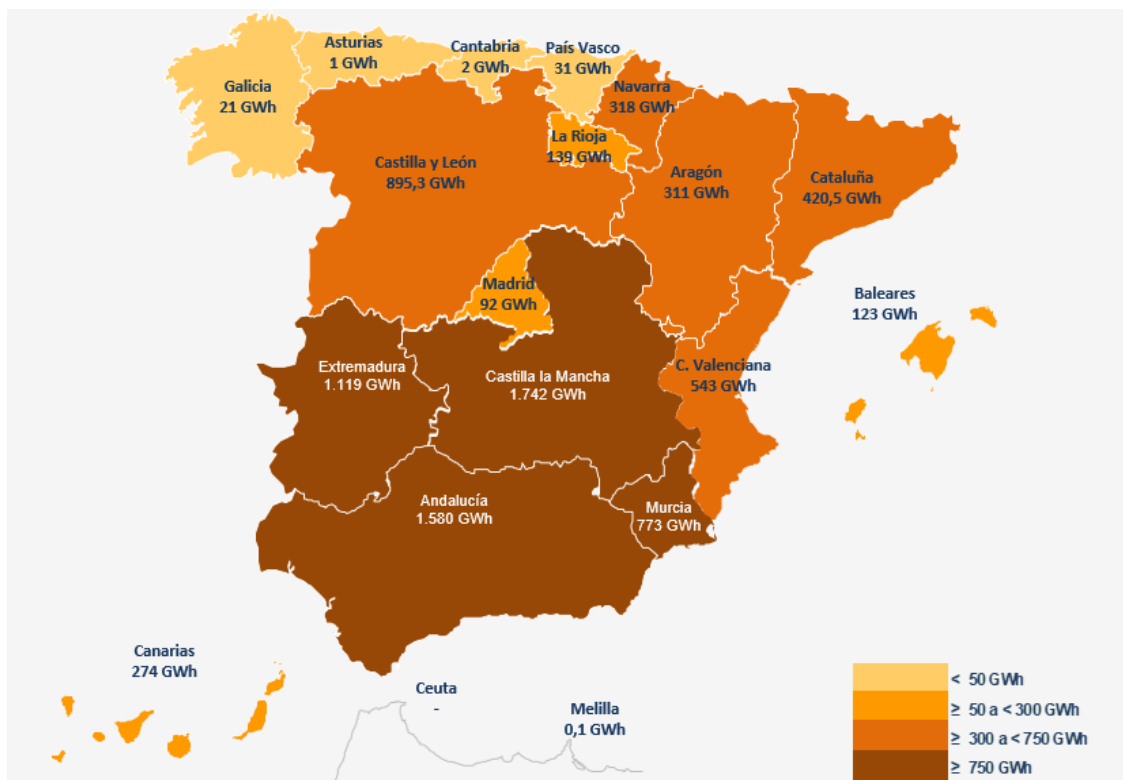 Asturias
1 GWh
Cantabria
2 GWh
País Vasco
31 GWh
Galicia
21 GWh
Navarra
318 GWh
La Rioja
139 GWh
Castilla y León
895,3 GWh
Aragón
311 GWh
Cataluña
420,5 GWh
Madrid
92 GWh
Baleares
123 GWh
Extremadura
1.119 GWh
Castilla la Mancha
1.742 GWh
C. Valenciana
543 GWh
Andalucía
1.580 GWh
Murcia
773 GWh
Canarias
274 GWh
Ceuta
-
Melilla
0,1 GWh
< 50 GWh
≥ 50 a < 300 GWh
≥ 300 a < 750 GWh
≥ 750 GWh